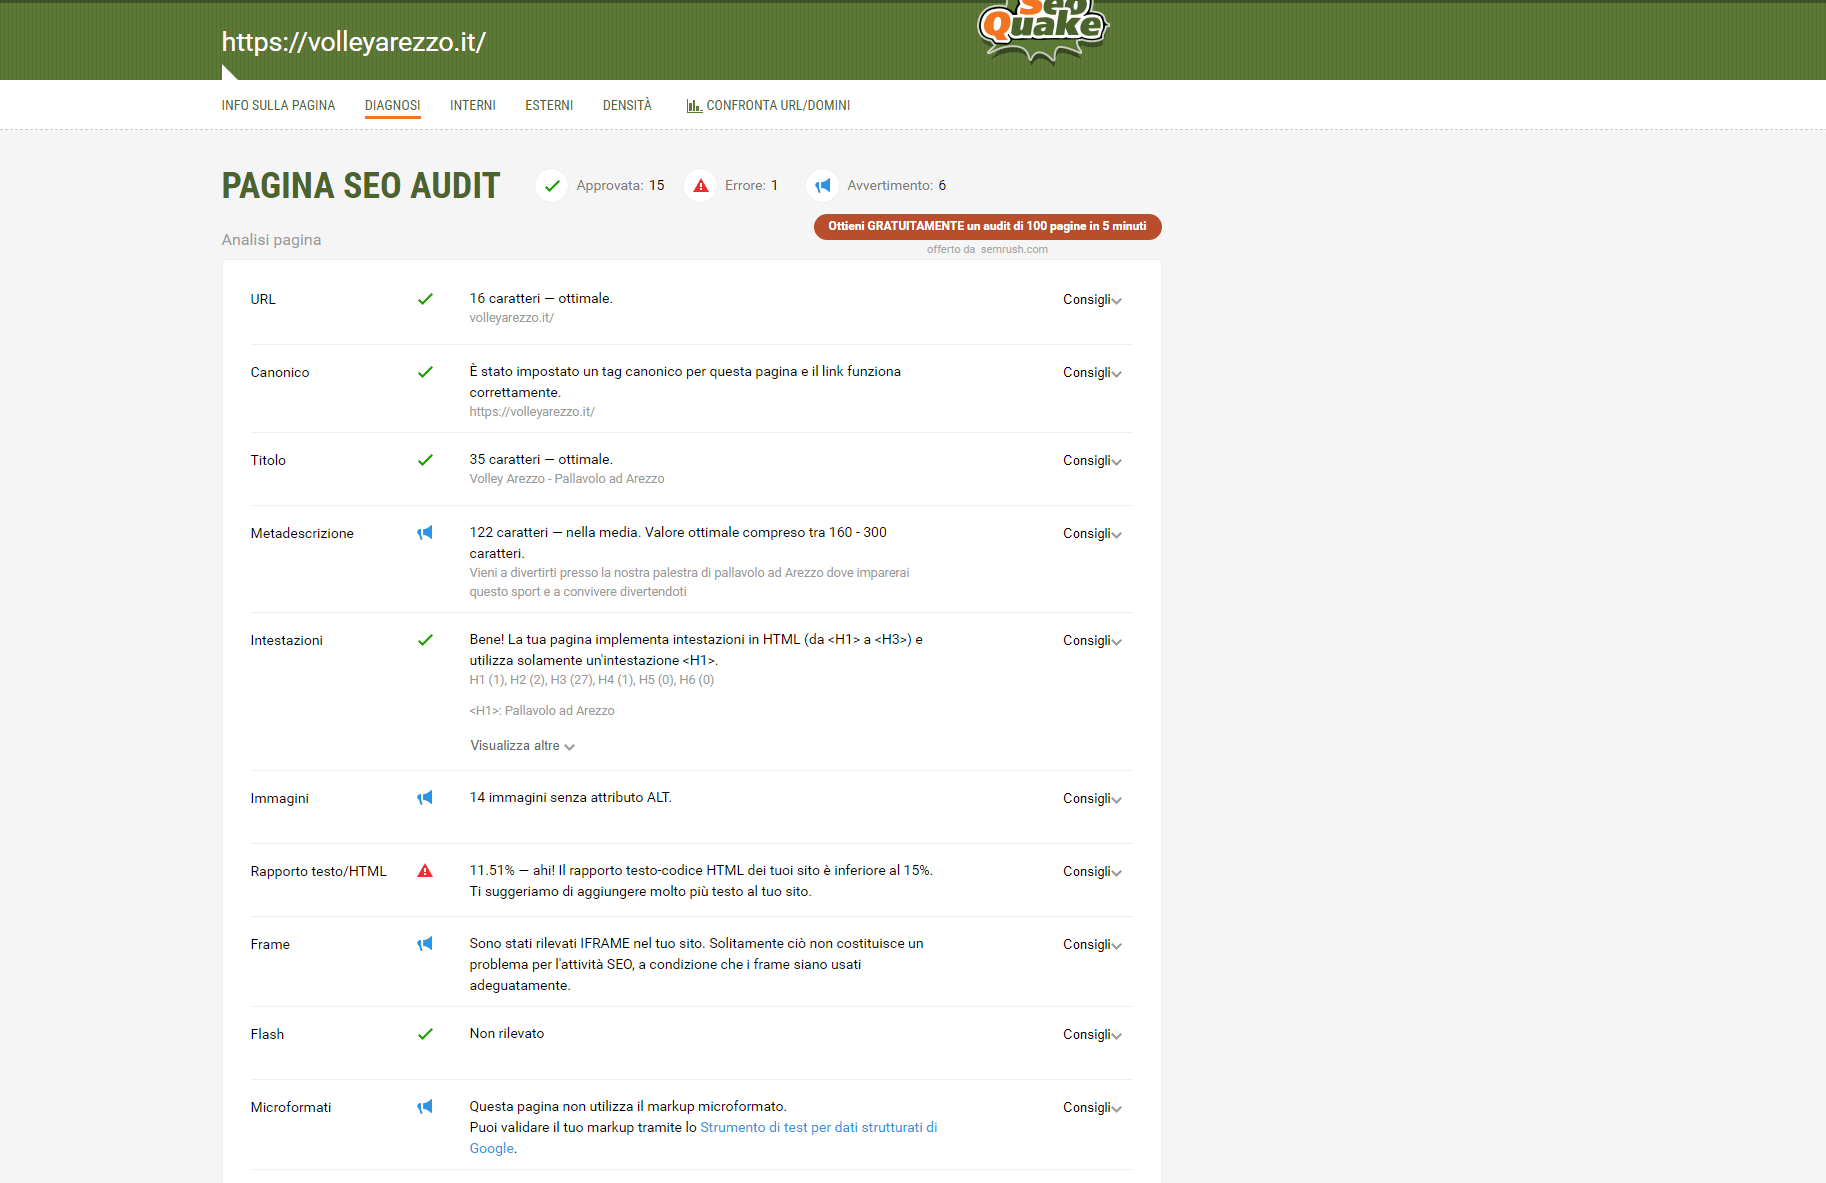 https://volleyarezzo.it/
Seo
Quake
INFO SULLA PAGINA DIAGNOSI INTERNI ESTERNI DENSITÀ CONFRONTA URL/DOMINI
PAGINA SEO AUDIT Approvata: 15 Errore: 1 Avvertimento: 6
Ottieni GRATUITAMENTE un audit di 100 pagine in 5 minuti
Analisi pagina
offerto da semrush.com
URL 16 caratteri — ottimale. Consigli
volleyarezzo.it/
Canonico È stato impostato un tag canonico per questa pagina e il link funziona Consigli
correttamente.
https://volleyarezzo.it/
Titolo 35 caratteri — ottimale. Consigli
Volley Arezzo - Pallavolo ad Arezzo
Metadescrizione 122 caratteri — nella media. Valore ottimale compreso tra 160 - 300 Consigli
caratteri.
Vieni a divertirti presso la nostra palestra di pallavolo ad Arezzo dove imparerai
questo sport e a convivere divertendoti
Intestazioni Bene! La tua pagina implementa intestazioni in HTML (da <H1> a <H3>) e Consigli
utilizza solamente un'intestazione <H1>.
H1 (1), H2 (2), H3 (27), H4 (1), H5 (0), H6 (0)
<H1>: Pallavolo ad Arezzo
Visualizza altre
Immagini 14 immagini senza attributo ALT. Consigli
Rapporto testo/HTML 11.51% — ahi! Il rapporto testo-codice HTML dei tuoi sito è inferiore al 15%. Consigli
Ti suggeriamo di aggiungere molto più testo al tuo sito.
Frame Sono stati rilevati IFRAME nel tuo sito. Solitamente ciò non costituisce un Consigli
problema per l'attività SEO, a condizione che i frame siano usati
adeguatamente.
Flash Non rilevato Consigli
Microformati Questa pagina non utilizza il markup microformato. Consigli
Puoi validare il tuo markup tramite lo Strumento di test per dati strutturati di
Google.